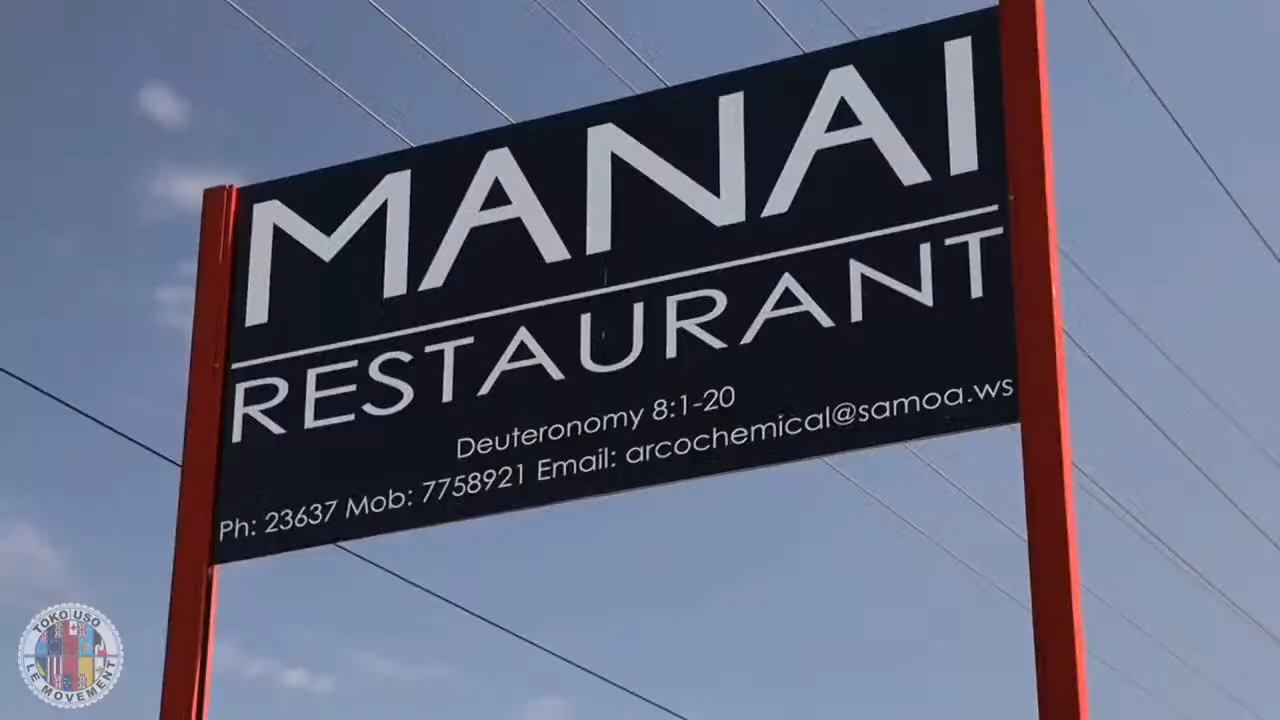 MANAI
RESTAURANT
Deuteronomy 8:1-20
Ph: 23637 Mob: 7758921 Email: arcochemical@samoa.ws
TOKO USO
LE MOVEMENT